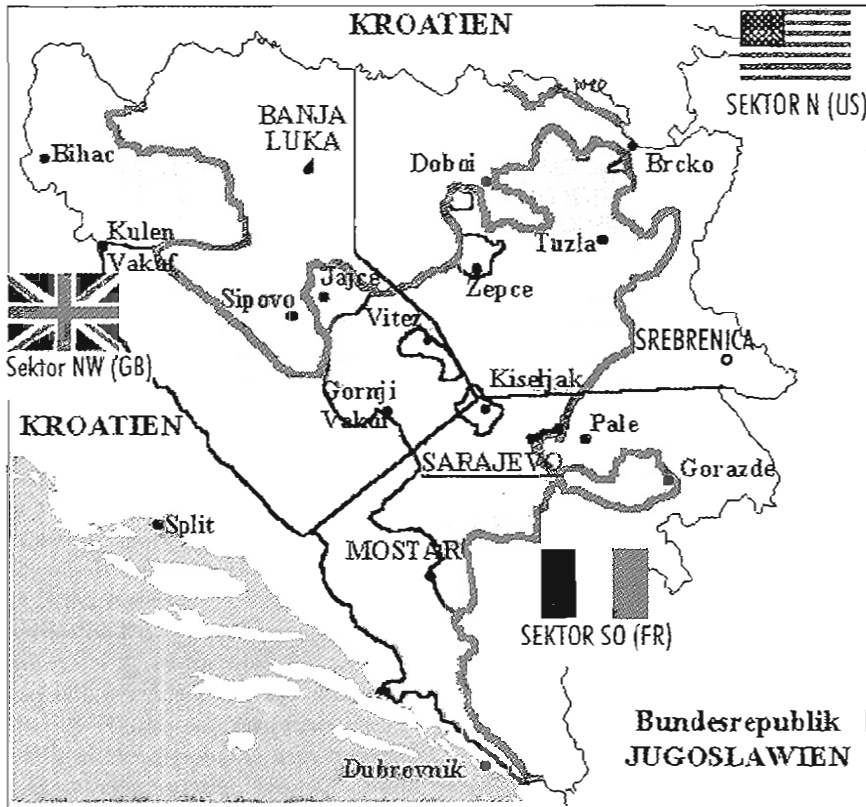 KROATIEN
SEKTOR N (US)
BANJA
LUKA
Bihac
Doboi
Brcko
Kulen
Vakuf
Tuzla
Jajce
Zepce
Sipovo
Vitez
SREBRENICA
Sektor NW (GB)
Kiseljak
Gornji
Vakuf
KROATIEN
Pale
SARAJEVO
Gorazde
Split
MOSTAR
SEKTOR SO (FR)
Bundesrepublik
JUGOSLAWIEN
Dubrovnik